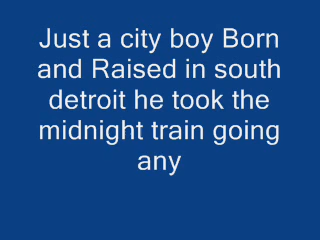 Just a city boy Born
and Raised in south
detroit he took the
midnight train going
any